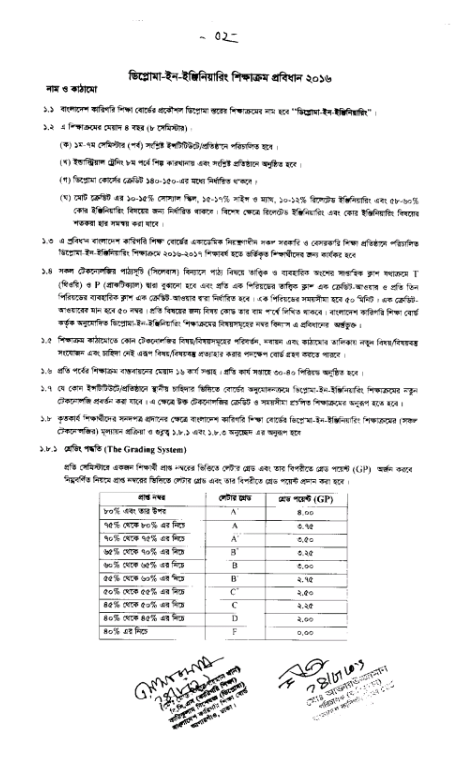 - 02-
ডিপ্লোমা-ইন-ইঞ্জিনিয়ারিং শিক্ষাক্রম প্রবিধান ২০১৬
নাম ও কাঠামো
১.১ বাংলাদেশ কারিগরি শিক্ষা বোর্ডের প্রকৌশল ডিপ্লোমা স্তরের শিক্ষাক্রমের নাম হবে "ডিপ্লোমা-ইন-ইঞ্জিনিয়ারিং" ।
১.২ এ শিক্ষাক্রমের মেয়াদ ৪ বছর (৮ সেমিস্টার) ।
(ক) ১ম-৭ম সেমিস্টার (পর্ব) সংশ্লিষ্ট ইন্সটিটিউট/প্রতিষ্ঠানে পরিচালিত হবে ।
(খ) ইন্ডাস্ট্রিয়াল ট্রেনিং ৮ম পর্বে শিল্প কারখানায় এবং সংশ্লিষ্ট প্রতিষ্ঠানে অনুষ্ঠিত হবে ।
(গ) ডিপ্লোমা কোর্সের ক্রেডিট ১৪০-১৫০-এর মধ্যে নির্ধারিত থাকবে ।
(ঘ) মোট ক্রেডিট এর ১০-১৫% সোস্যাল স্কিল, ১৫-১৭% সাইন্স ও ম্যাথ, ১০-১২% রিলেটেড ইঞ্জিনিয়ারিং এবং ৫৮-৬০%
কোর ইঞ্জিনিয়ারিং বিষয়ের জন্য নির্ধারিত থাকবে । বিশেষ ক্ষেত্রে রিলেটেড ইঞ্জিনিয়ারিং এবং কোর ইঞ্জিনিয়ারিং বিষয়ের
শতকরা হার সমন্বয় করা যাবে ।
১.৩ এ প্রবিধান বাংলাদেশ কারিগরি শিক্ষা বোর্ডের একাডেমিক নিয়ন্ত্রণাধীন সকল সরকারি ও বেসরকারি শিক্ষা প্রতিষ্ঠানে পরিচালিত
ডিপ্লোমা-ইন-ইঞ্জিনিয়ারিং শিক্ষাক্রমে ২০১৬-২০১৭ শিক্ষাবর্ষ হতে ভর্তিকৃত শিক্ষার্থীদের জন্য কার্যকর হবে
১.৪ সকল টেকনোলজির পাঠ্যসূচি (সিলেবাস) বিন্যাসে পাঠ্য বিষয়ে তাত্ত্বিক ও ব্যবহারিক অংশের সাপ্তাহিক ক্লাশ যথাক্রমে T
(থিওরি) ও P (প্রাকটিক্যাল) দ্বারা বুঝানো হবে এবং প্রতি এক পিরিয়ডের তাত্ত্বিক ক্লাশ এক ক্রেডিট-আওয়ার ও প্রতি তিন
পিরিয়ডের ব্যবহারিক ক্লাশ এক ক্রেডিট-আওয়ার দ্বারা নির্ধারিত হবে । এক পিরিয়ডের সময়সীমা হবে ৫০ মিনিট । এক ক্রেডিট-
আওয়ারের মান হবে ৫০ নম্বর । প্রতি বিষয়ের জন্য বিষয় কোড তার বাম পার্শ্বে লিখিত থাকবে । বাংলাদেশ কারিগরি শিক্ষা বোর্ড
কর্তৃক অনুমোদিত ডিপ্লোমা-ইন-ইঞ্জিনিয়ারিং শিক্ষাক্রমের বিষয়সমূহের নম্বর বিন্যাস এ প্রবিধানের অন্তর্ভুক্ত ।
১.৫ শিক্ষাক্রম কাঠামোতে কোন টেকনোলজির বিষয়/বিষয়সমূহের পরিবর্তন, নবায়ন এবং কাঠামোর তালিকায় নতুন বিষয়/বিষয়বস্তু
সংযোজন এবং চাহিদা নেই এরূপ বিষয়/বিষয়বস্তু প্রত্যাহার করার পদক্ষেপ বোর্ড গ্রহণ করতে পারবে ।
১.৬ প্রতি পর্বের শিক্ষাক্রম বাস্তবায়নের মেয়াদ ১৬ কার্য সপ্তাহ । প্রতি কার্য সপ্তাহে ৩০-৪০ পিরিয়ড অনুষ্ঠিত হবে ।
১.৭ যে কোন ইন্সটিটিউটে/প্রতিষ্ঠানে স্থানীয় চাহিদার ভিত্তিতে বোর্ডের অনুমোদনক্রমে ডিপ্লোমা-ইন-ইঞ্জিনিয়ারিং শিক্ষাক্রমের নতুন
টেকনোলজি প্রবর্তন করা যাবে । এ ক্ষেত্রে উক্ত টেকনোলজির ক্রেডিট ও সময়সীমা প্রচলিত শিক্ষাক্রমের অনুরূপ হতে হবে ।
১.৮ কৃতকার্য শিক্ষার্থীদের সনদপত্র প্রদানের ক্ষেত্রে বাংলাদেশ কারিগরি শিক্ষা বোর্ডের ডিপ্লোমা-ইন-ইঞ্জিনিয়ারিং শিক্ষাক্রমের (সকল
টেকনোলজির) মূল্যায়ন প্রক্রিয়া ও গুরুত্ব ১.৮.১ এবং ১.৮.৩ অনুচ্ছেদ এর অনুরূপ হবে
১.৮.১ গ্রেডিং পদ্ধতি (The Grading System)
প্রতি সেমিস্টারে একজন শিক্ষার্থী প্রাপ্ত নম্বরের ভিত্তিতে লেটার গ্রেড এবং তার বিপরীতে গ্রেড পয়েন্ট (GP) অর্জন করবে
নিম্নবর্ণিত নিয়মে প্রাপ্ত নম্বরের ভিত্তিতে লেটার গ্রেড এবং তার বিপরীতে গ্রেড পয়েন্ট প্রদান করা হবে ।
প্রাপ্ত নম্বর লেটার গ্রেড গ্রেড পয়েন্ট (GP)
৮০% এবং তার উপর A+ ৪.০০
৭৫% থেকে ৮০% এর নিচে A ৩.৭৫
৭০% থেকে ৭৫% এর নিচে A- ৩.৫০
৬৫% থেকে ৭০% এর নিচে B+ ৩.২৫
৬০% থেকে ৬৫% এর নিচে B ৩.০০
৫৫% থেকে ৬০% এর নিচে B- ২.৭৫
৫০% থেকে ৫৫% এর নিচে C+ ২.৫০
৪৫% থেকে ৫০% এর নিচে C ২.২৫
৪০% থেকে ৪৫% এর নিচে D ২.০০
৪০% এর নিচে F ০.০০